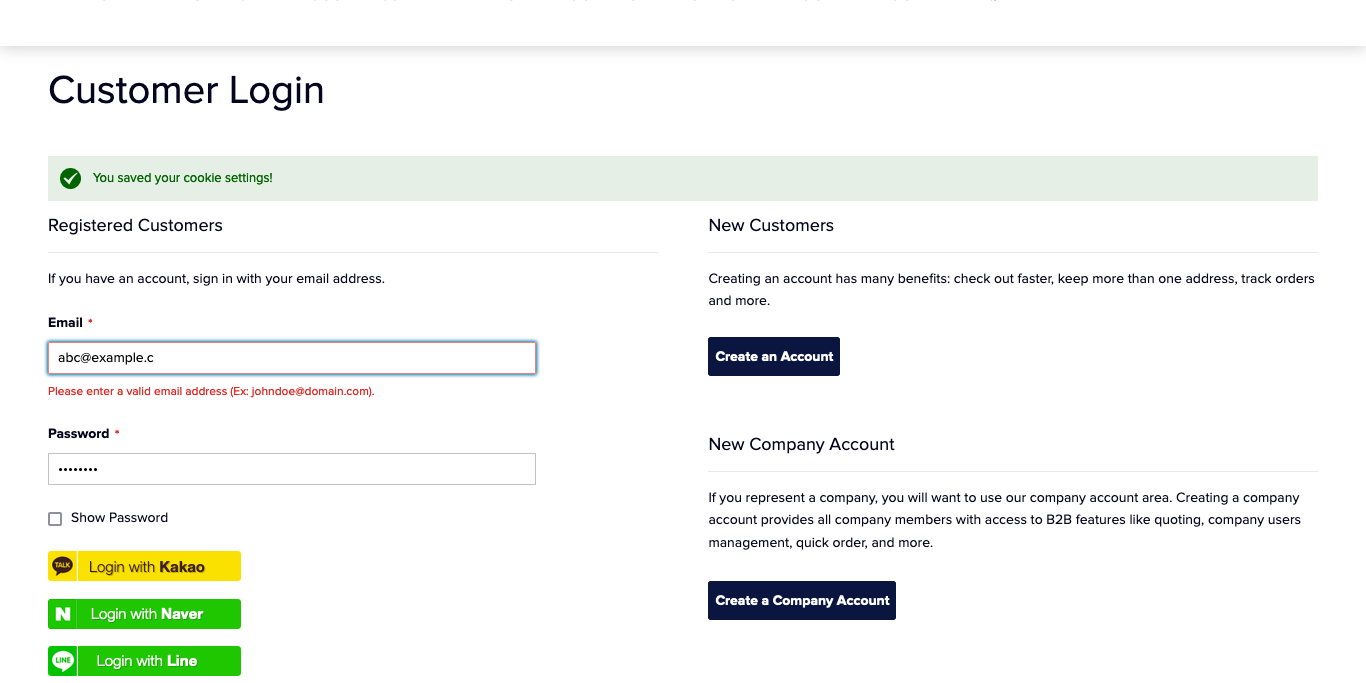 Customer Login
You saved your cookie settings!
Registered Customers
If you have an account, sign in with your email address.
Email *
abc@example.c
Please enter a valid email address (Ex: johndoe@domain.com).
Password *
••••••••
Show Password
TALK Login with Kakao
N Login with Naver
LINE Login with Line
New Customers
Creating an account has many benefits: check out faster, keep more than one address, track orders
and more.
Create an Account
New Company Account
If you represent a company, you will want to use our company account area. Creating a company
account provides all company members with access to B2B features like quoting, company users
management, quick order, and more.
Create a Company Account